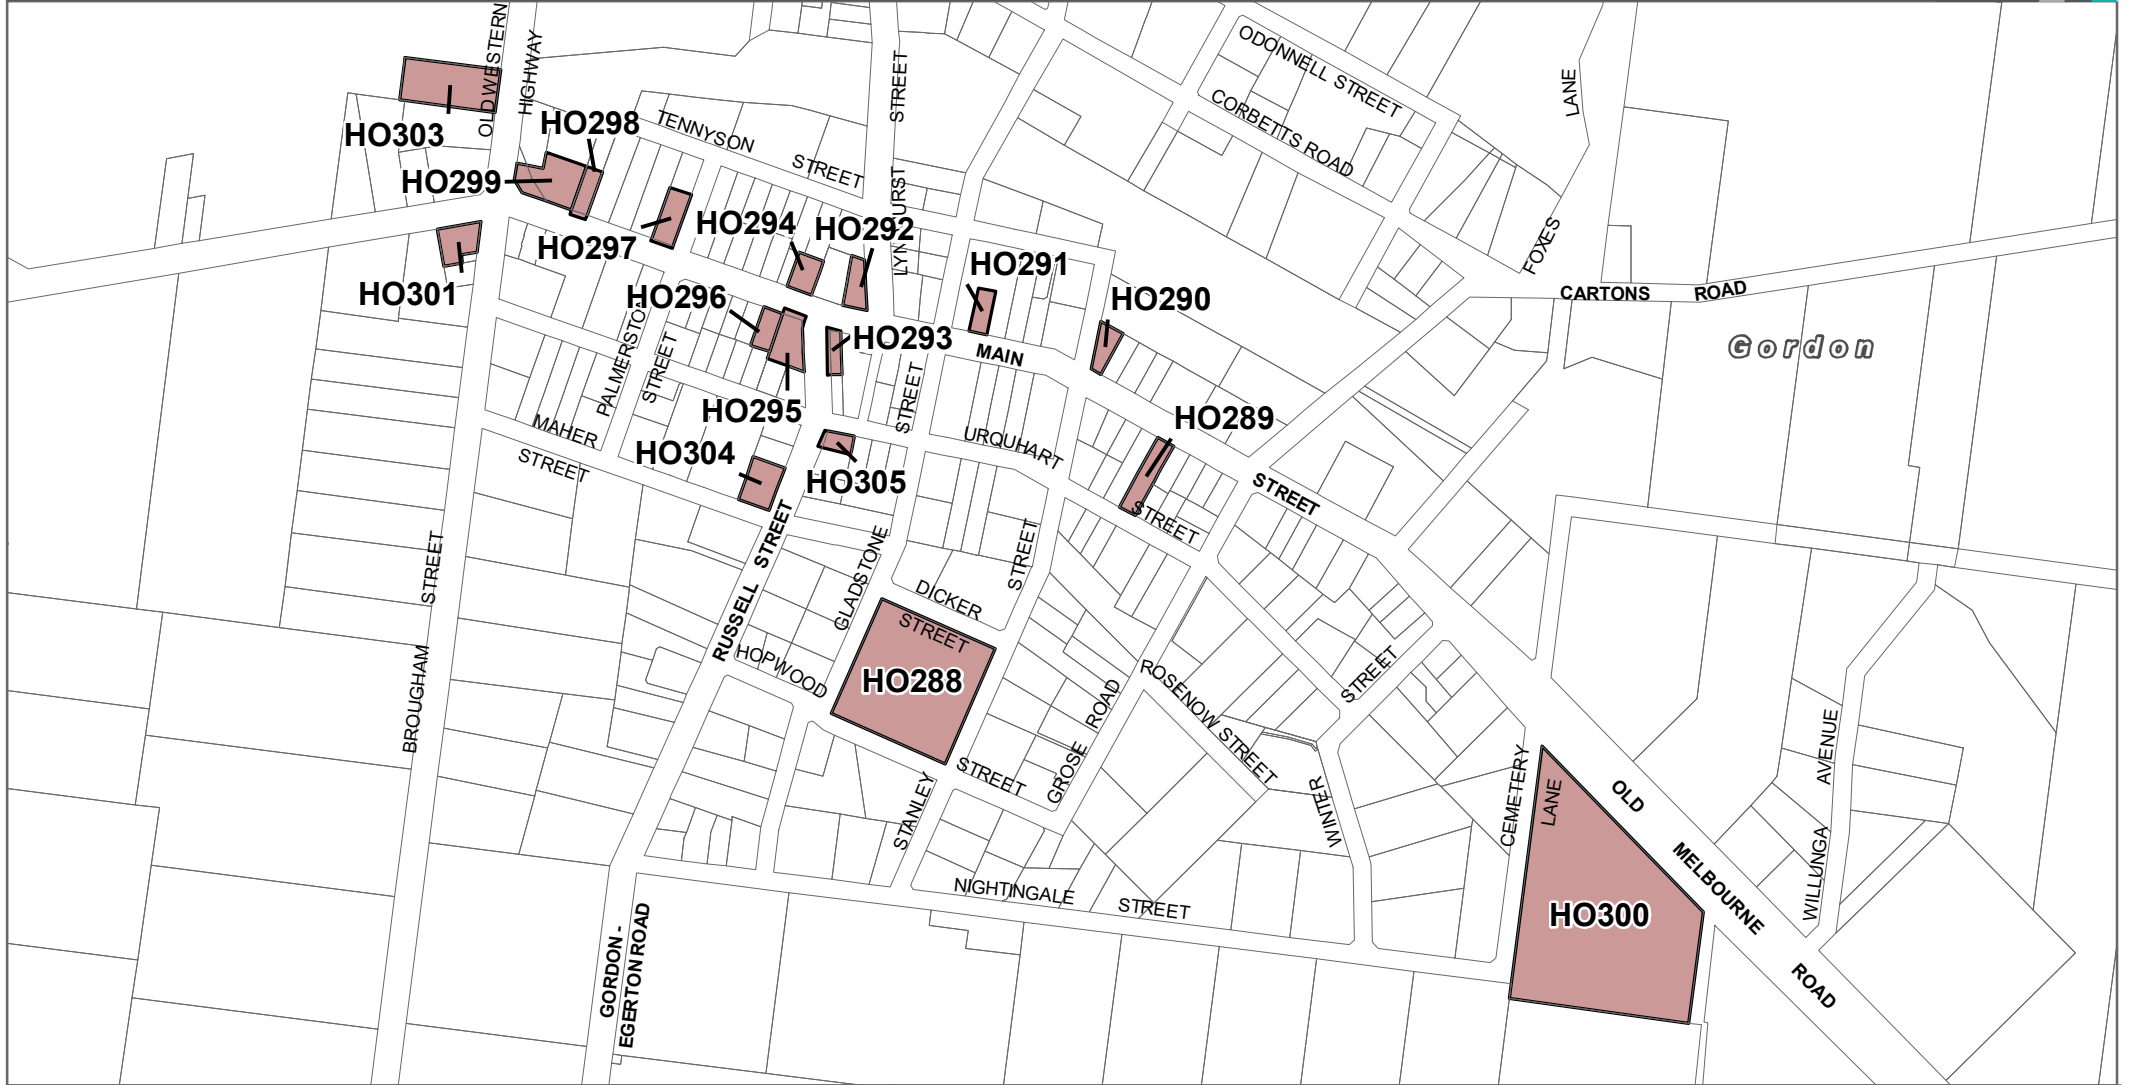 OLD WESTERN
HIGHWAY
HO303
HO298
HO299
HO301
HO297
TENNYSON
STREET
STREET
LYN URST
HO294
HO292
HO291
HO290
HO296
HO293
HO295
HO289
HO304
HO305
PALMERSTO
STREET
MAHER
STREET
MAIN
STREET
URQUHART
STREET
STREET
ODONNELL STREET
CORBETTS ROAD
LANE
FOXES
CARTONS
ROAD
Gordon
STREET
BROUGHAM
RUSSELL STREET
GLADSTONE
STREET
DICKER
STREET
HOPWOOD
STREET
HO288
STANLEY
GROSE ROAD
ROSENOW STREET
STREET
WINTER
NIGHTINGALE
STREET
CEMETERY
LANE
HO300
OLD
MELBOURNE
ROAD
WILLUNGA
AVENUE
GORDON -
EGERTON ROAD